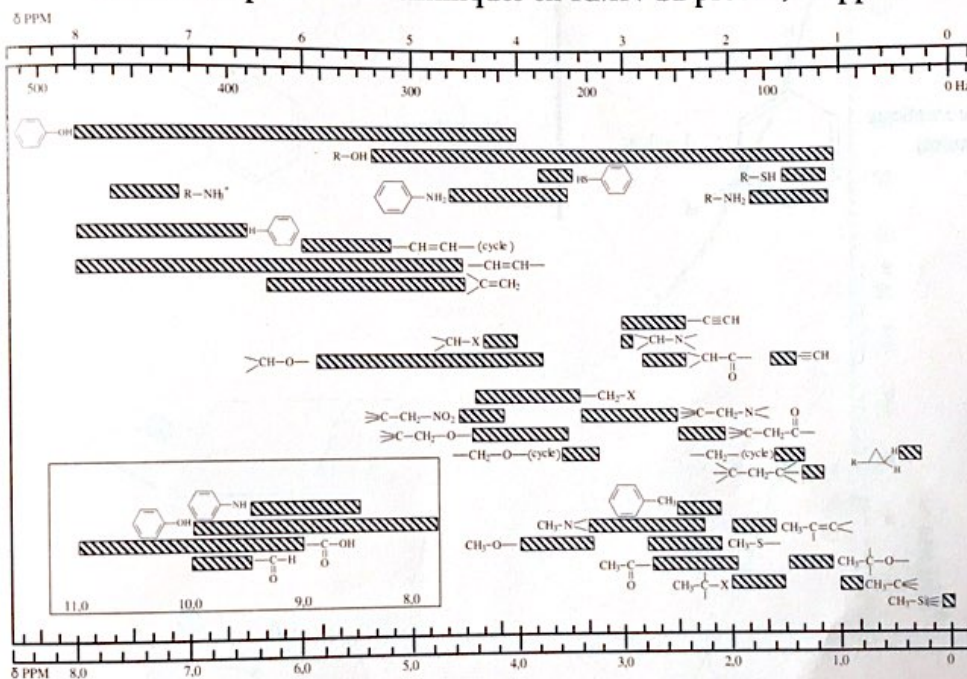 δ PPM
8 7 6 5 4 3 2 1 0
500 400 300 200 100 0 Hz
OH
R—OH
HS
R—SH
R—NH₃⁺
NH₂
R—NH₂
H
—CH=CH—(cycle)
—CH=CH—
C=CH₂
—C≡CH
CH—X
CH—N
CH—O—
CH—C—
O
≡CH
—CH₂—X
C—CH₂—NO₂
C—CH₂—N
O
C—CH₂—O—
C—CH₂—C—
—CH₂—O—(cycle)
—CH₂—(cycle)
R H H
C—CH₂—C
NH
CH₃
OH
CH₃—N
CH₃—C=C
C—OH
O
CH₃—O—
CH₃—S—
C—H
O
CH₃—C
O
CH₃—C—O—
CH₃—C—X
CH₃—C
CH₃—S
11,0 10,0 9,0 8,0
δ PPM 8,0 7,0 6,0 5,0 4,0 3,0 2,0 1,0 0